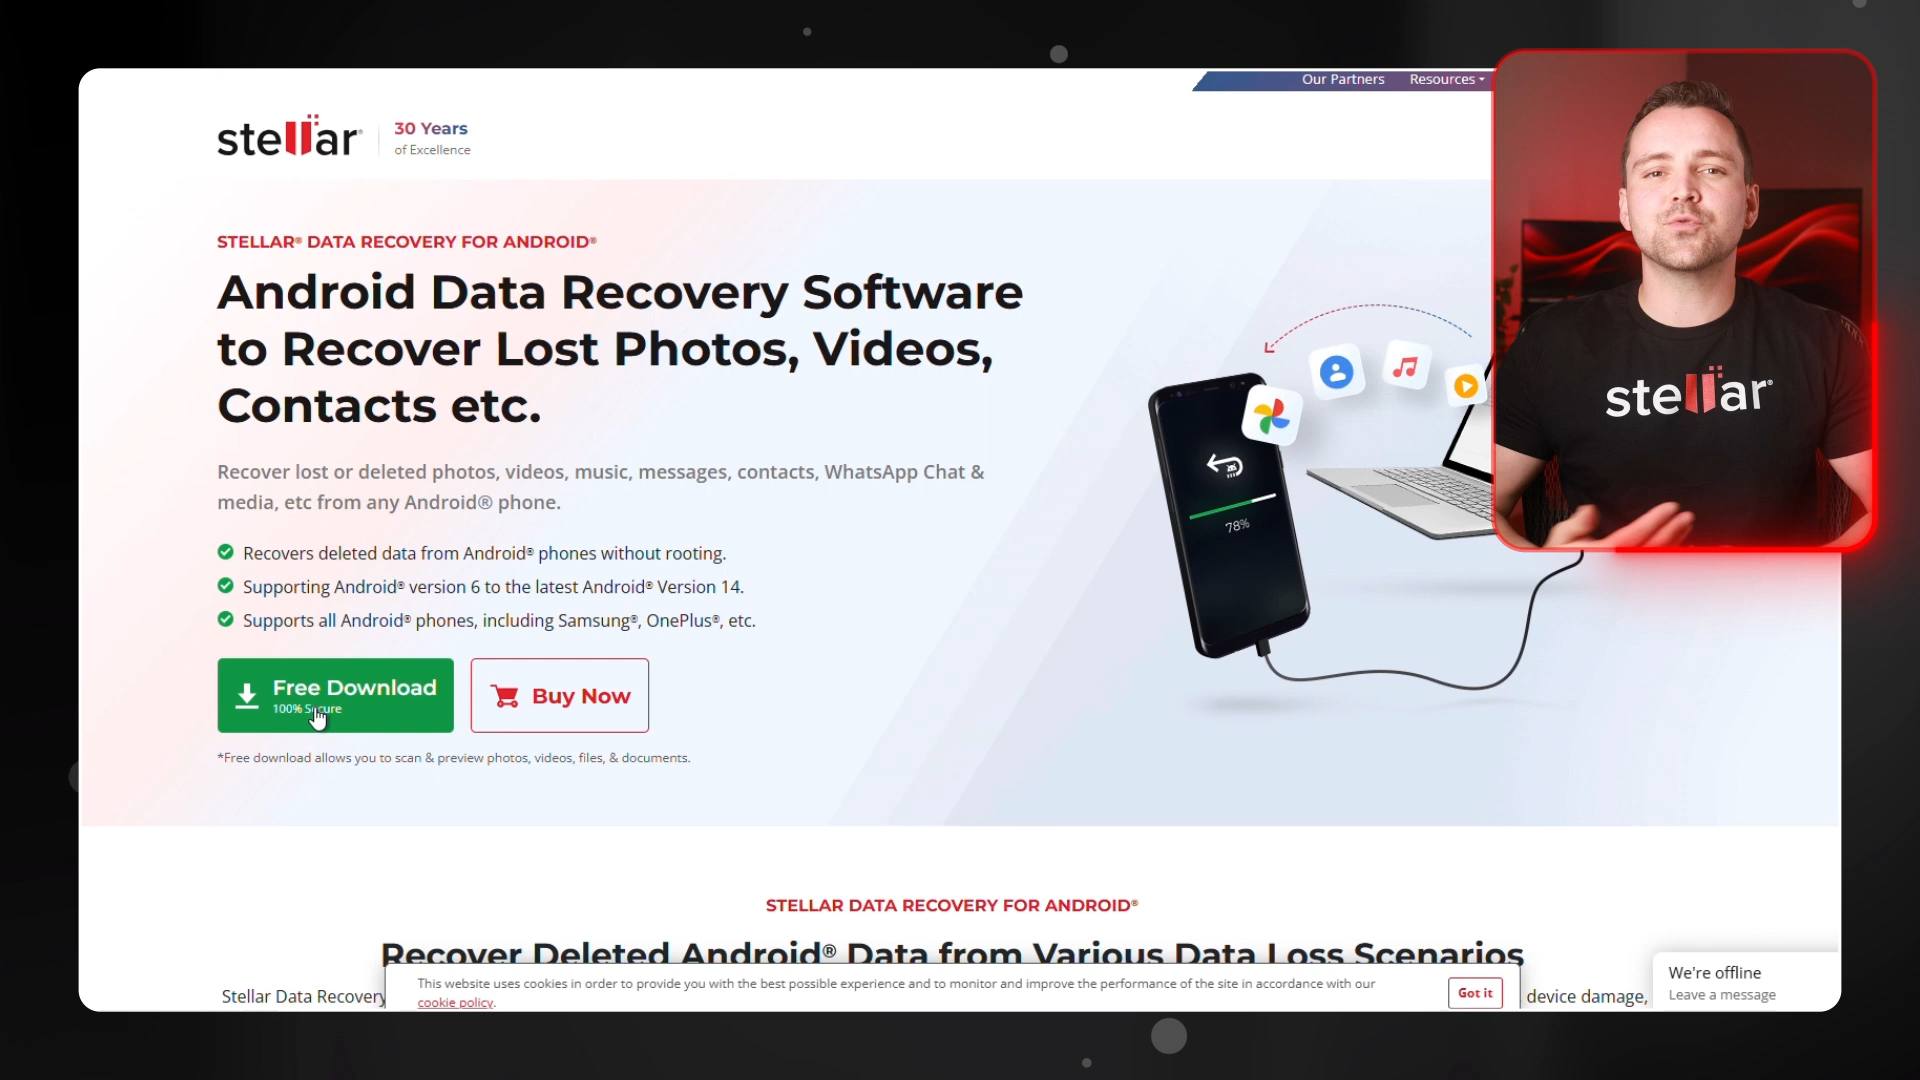 Our Partners Resources
stellar® 30 Years
of Excellence
STELLAR® DATA RECOVERY FOR ANDROID®
Android Data Recovery Software
to Recover Lost Photos, Videos,
Contacts etc.
Recover lost or deleted photos, videos, music, messages, contacts, WhatsApp Chat &
media, etc from any Android® phone.
Recovers deleted data from Android® phones without rooting.
Supporting Android® version 6 to the latest Android® Version 14.
Supports all Android® phones, including Samsung®, OnePlus®, etc.
Free Download
100% Secure
Buy Now
*Free download allows you to scan & preview photos, videos, files, & documents.
78%
stellar®
STELLAR DATA RECOVERY FOR ANDROID®
Recover Deleted Android® Data from Various Data Loss Scenarios
Stellar Data Recovery
device damage,
This website uses cookies in order to provide you with the best possible experience and to monitor and improve the performance of the site in accordance with our
cookie policy.
Got it
We're offline
Leave a message